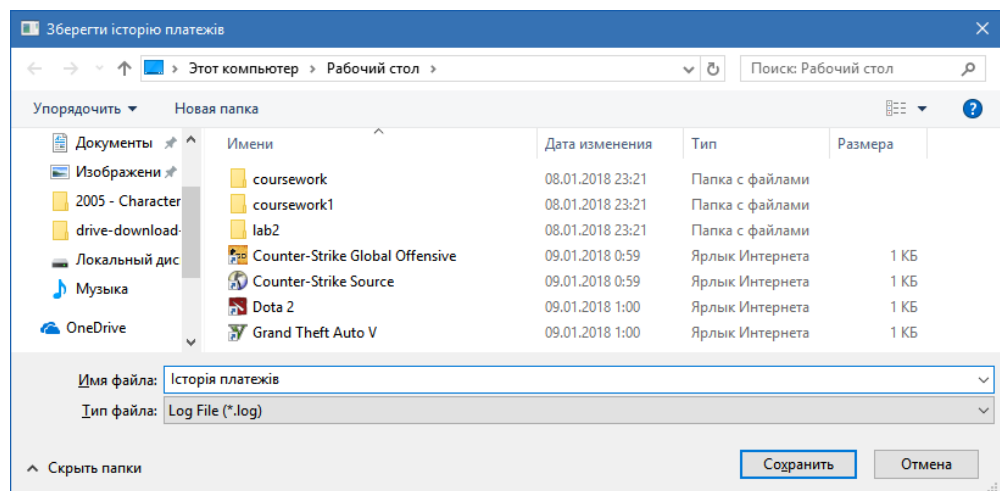 Зберегти історію платежів
Этот компьютер › Рабочий стол ›
Поиск: Рабочий стол
Упорядочить
Новая папка
Документы
Изображени
2005 - Character
drive-download-
Локальный дис
Музыка
OneDrive
Имени Дата изменения Тип Размера
coursework 08.01.2018 23:21 Папка с файлами
coursework1 08.01.2018 23:21 Папка с файлами
lab2 08.01.2018 23:21 Папка с файлами
Counter-Strike Global Offensive 09.01.2018 0:59 Ярлык Интернета 1 КБ
Counter-Strike Source 09.01.2018 0:59 Ярлык Интернета 1 КБ
Dota 2 09.01.2018 1:00 Ярлык Интернета 1 КБ
Grand Theft Auto V 09.01.2018 1:00 Ярлык Интернета 1 КБ
Имя файла: Історія платежів
Тип файла: Log File (*.log)
Скрыть папки
Сохранить
Отмена